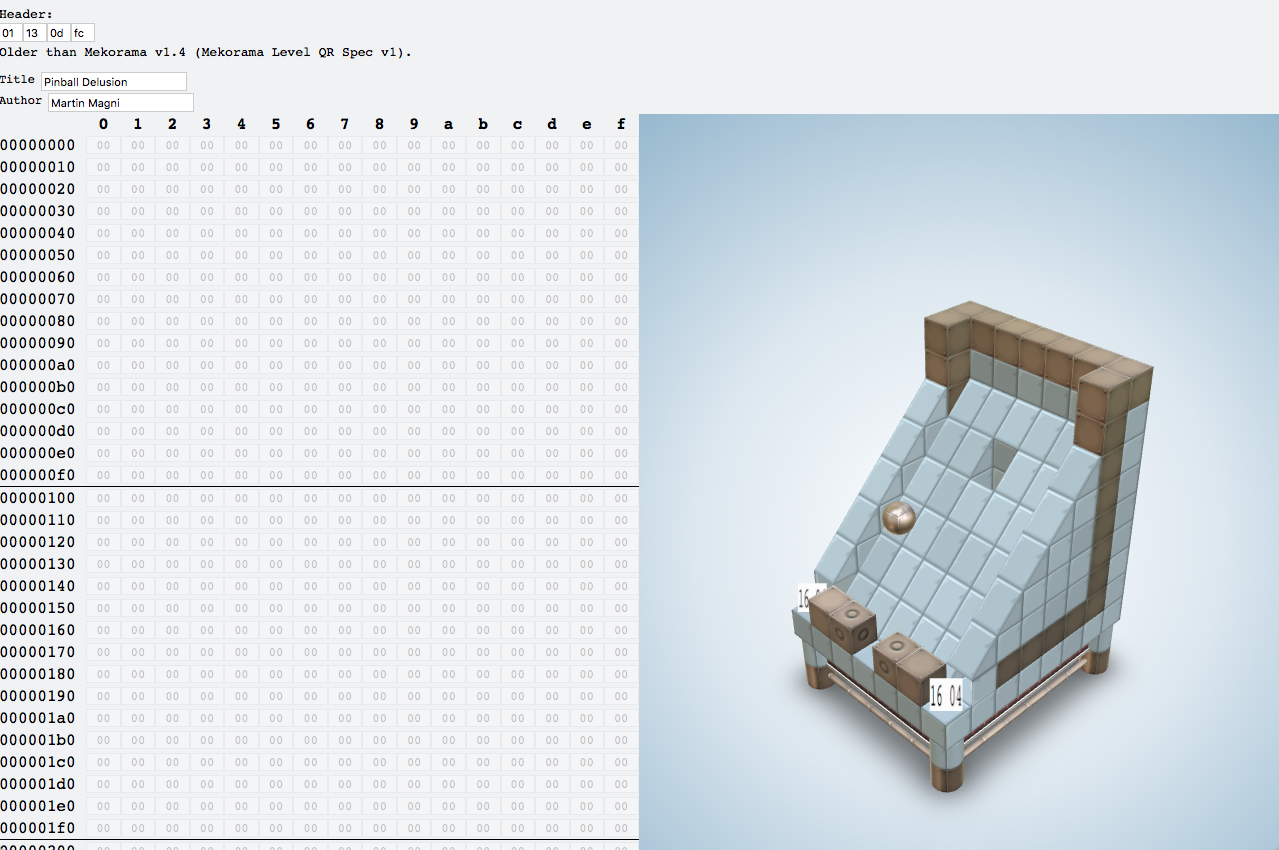 Header:
01 13 0d fc
Older than Mekorama v1.4 (Mekorama Level QR Spec v1).
Title Pinball Delusion
Author Martin Magni
0 1 2 3 4 5 6 7 8 9 a b c d e f
00000000 00 00 00 00 00 00 00 00 00 00 00 00 00 00 00 00
00000010 00 00 00 00 00 00 00 00 00 00 00 00 00 00 00 00
00000020 00 00 00 00 00 00 00 00 00 00 00 00 00 00 00 00
00000030 00 00 00 00 00 00 00 00 00 00 00 00 00 00 00 00
00000040 00 00 00 00 00 00 00 00 00 00 00 00 00 00 00 00
00000050 00 00 00 00 00 00 00 00 00 00 00 00 00 00 00 00
00000060 00 00 00 00 00 00 00 00 00 00 00 00 00 00 00 00
00000070 00 00 00 00 00 00 00 00 00 00 00 00 00 00 00 00
00000080 00 00 00 00 00 00 00 00 00 00 00 00 00 00 00 00
00000090 00 00 00 00 00 00 00 00 00 00 00 00 00 00 00 00
000000a0 00 00 00 00 00 00 00 00 00 00 00 00 00 00 00 00
000000b0 00 00 00 00 00 00 00 00 00 00 00 00 00 00 00 00
000000c0 00 00 00 00 00 00 00 00 00 00 00 00 00 00 00 00
000000d0 00 00 00 00 00 00 00 00 00 00 00 00 00 00 00 00
000000e0 00 00 00 00 00 00 00 00 00 00 00 00 00 00 00 00
000000f0 00 00 00 00 00 00 00 00 00 00 00 00 00 00 00 00
00000100 00 00 00 00 00 00 00 00 00 00 00 00 00 00 00 00
00000110 00 00 00 00 00 00 00 00 00 00 00 00 00 00 00 00
00000120 00 00 00 00 00 00 00 00 00 00 00 00 00 00 00 00
00000130 00 00 00 00 00 00 00 00 00 00 00 00 00 00 00 00
00000140 00 00 00 00 00 00 00 00 00 00 00 00 00 00 00 00
00000150 00 00 00 00 00 00 00 00 00 00 00 00 00 00 00 00
00000160 00 00 00 00 00 00 00 00 00 00 00 00 00 00 00 00
00000170 00 00 00 00 00 00 00 00 00 00 00 00 00 00 00 00
00000180 00 00 00 00 00 00 00 00 00 00 00 00 00 00 00 00
00000190 00 00 00 00 00 00 00 00 00 00 00 00 00 00 00 00
000001a0 00 00 00 00 00 00 00 00 00 00 00 00 00 00 00 00
000001b0 00 00 00 00 00 00 00 00 00 00 00 00 00 00 00 00
000001c0 00 00 00 00 00 00 00 00 00 00 00 00 00 00 00 00
000001d0 00 00 00 00 00 00 00 00 00 00 00 00 00 00 00 00
000001e0 00 00 00 00 00 00 00 00 00 00 00 00 00 00 00 00
000001f0 00 00 00 00 00 00 00 00 00 00 00 00 00 00 00 00
16
16 04